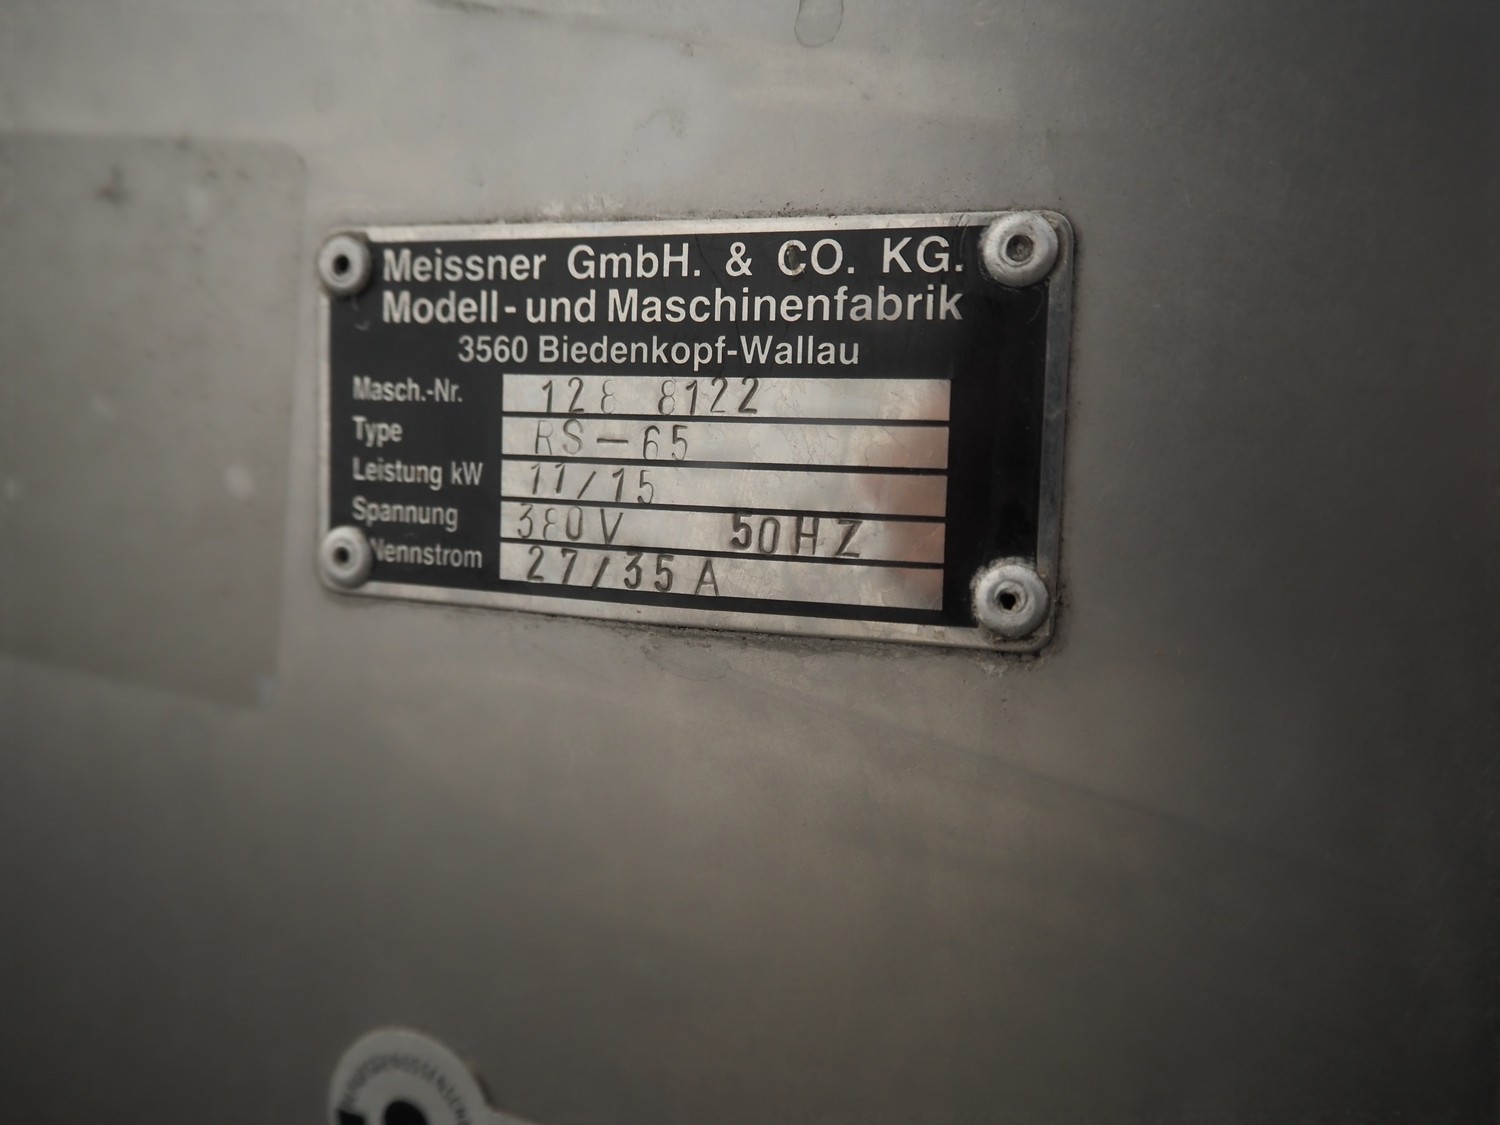 Meissner GmbH. & CO. KG.
Modell- und Maschinenfabrik
3560 Biedenkopf-Wallau
Masch.-Nr. 128 8122
Type RS-65
Leistung kW 11/15
Spannung 380V 50HZ
Nennstrom 27/35 A